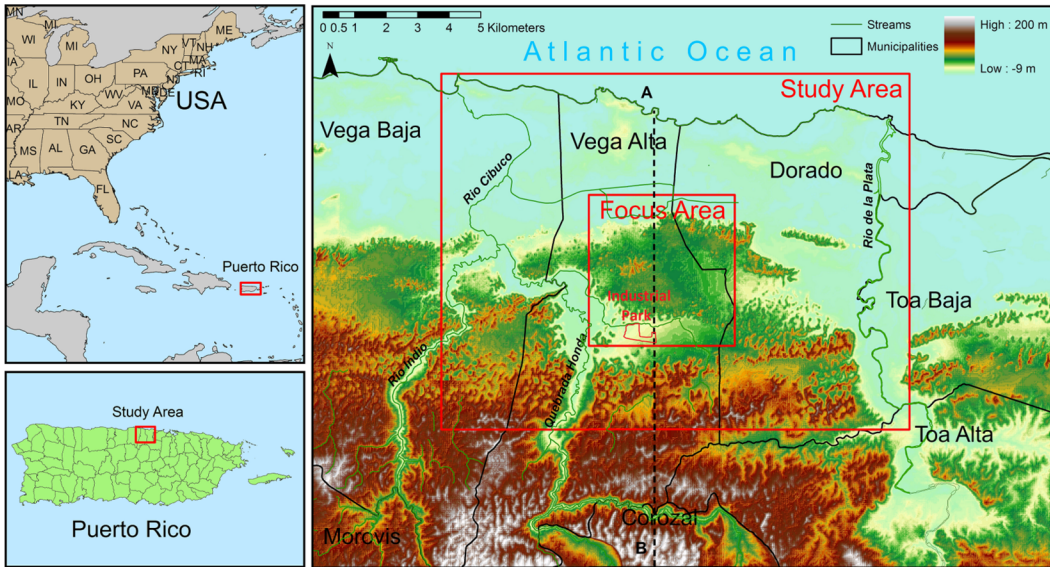 MN
WI
MI
ME
VT
NH
NY
MA
CT
RI
IA
PA
NJ
IL
IN
OH
MD
DE
WV
VA
USA
MO
KY
TN
NC
AR
SC
MS
AL
GA
LA
FL
Puerto Rico
Study Area
Puerto Rico
0 0.5 1 2 3 4 5 Kilometers
N
Atlantic Ocean
Streams
Municipalities
High : 200 m
Low : -9 m
A
Study Area
Vega Baja
Vega Alta
Dorado
Rio Cibuco
Rio de la Plata
Focus Area
Industrial
Park
Toa Baja
Rio Indio
Quebrada Honda
Toa Alta
Morovis
Corozal
B